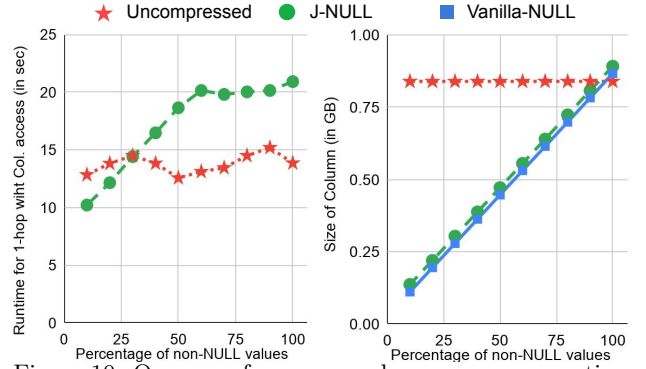 Uncompressed J-NULL Vanilla-NULL
Runtime for 1-hop wiht Col. access (in sec)
25
20
15
10
5
0
0 25 50 75 100
Percentage of non-NULL values
Size of Column (in GB)
1.00
0.75
0.50
0.25
0.00
0 25 50 75 100
Percentage of non-NULL values